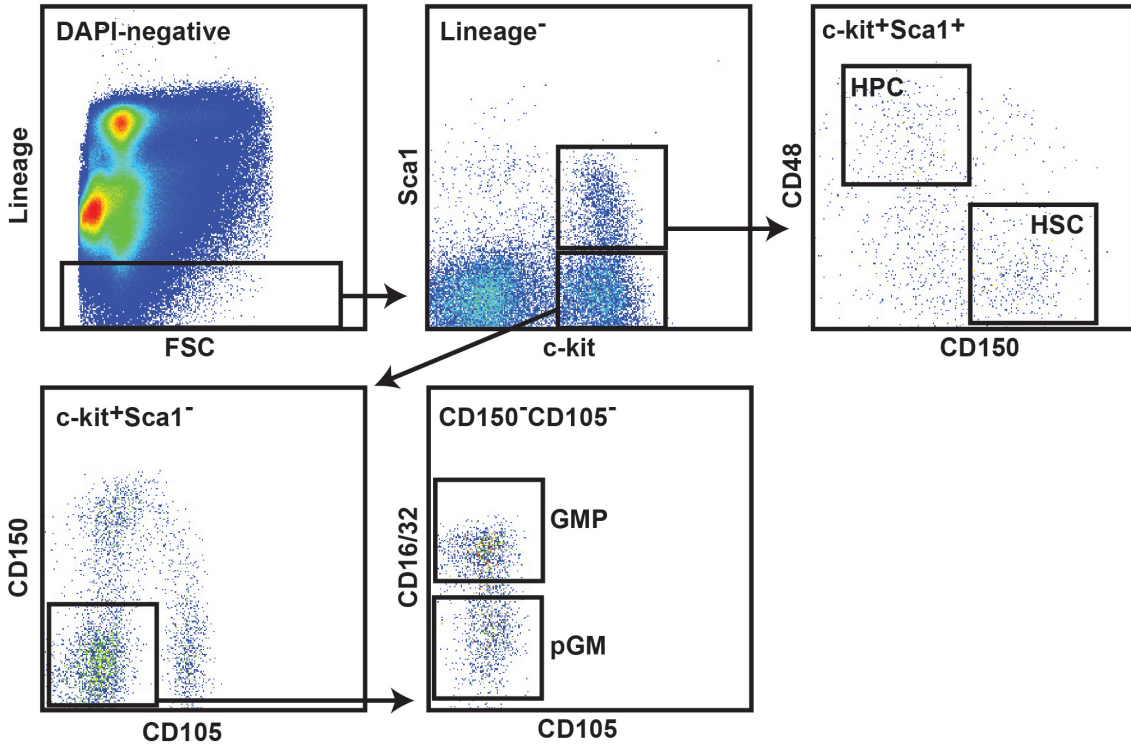 DAPI-negative
Lineage
FSC
Lineage⁻
Sca1
c-kit
c-kit⁺Sca1⁺
HPC
HSC
CD48
CD150
c-kit⁺Sca1⁻
CD150
CD105
CD150⁻CD105⁻
GMP
pGM
CD16/32
CD105